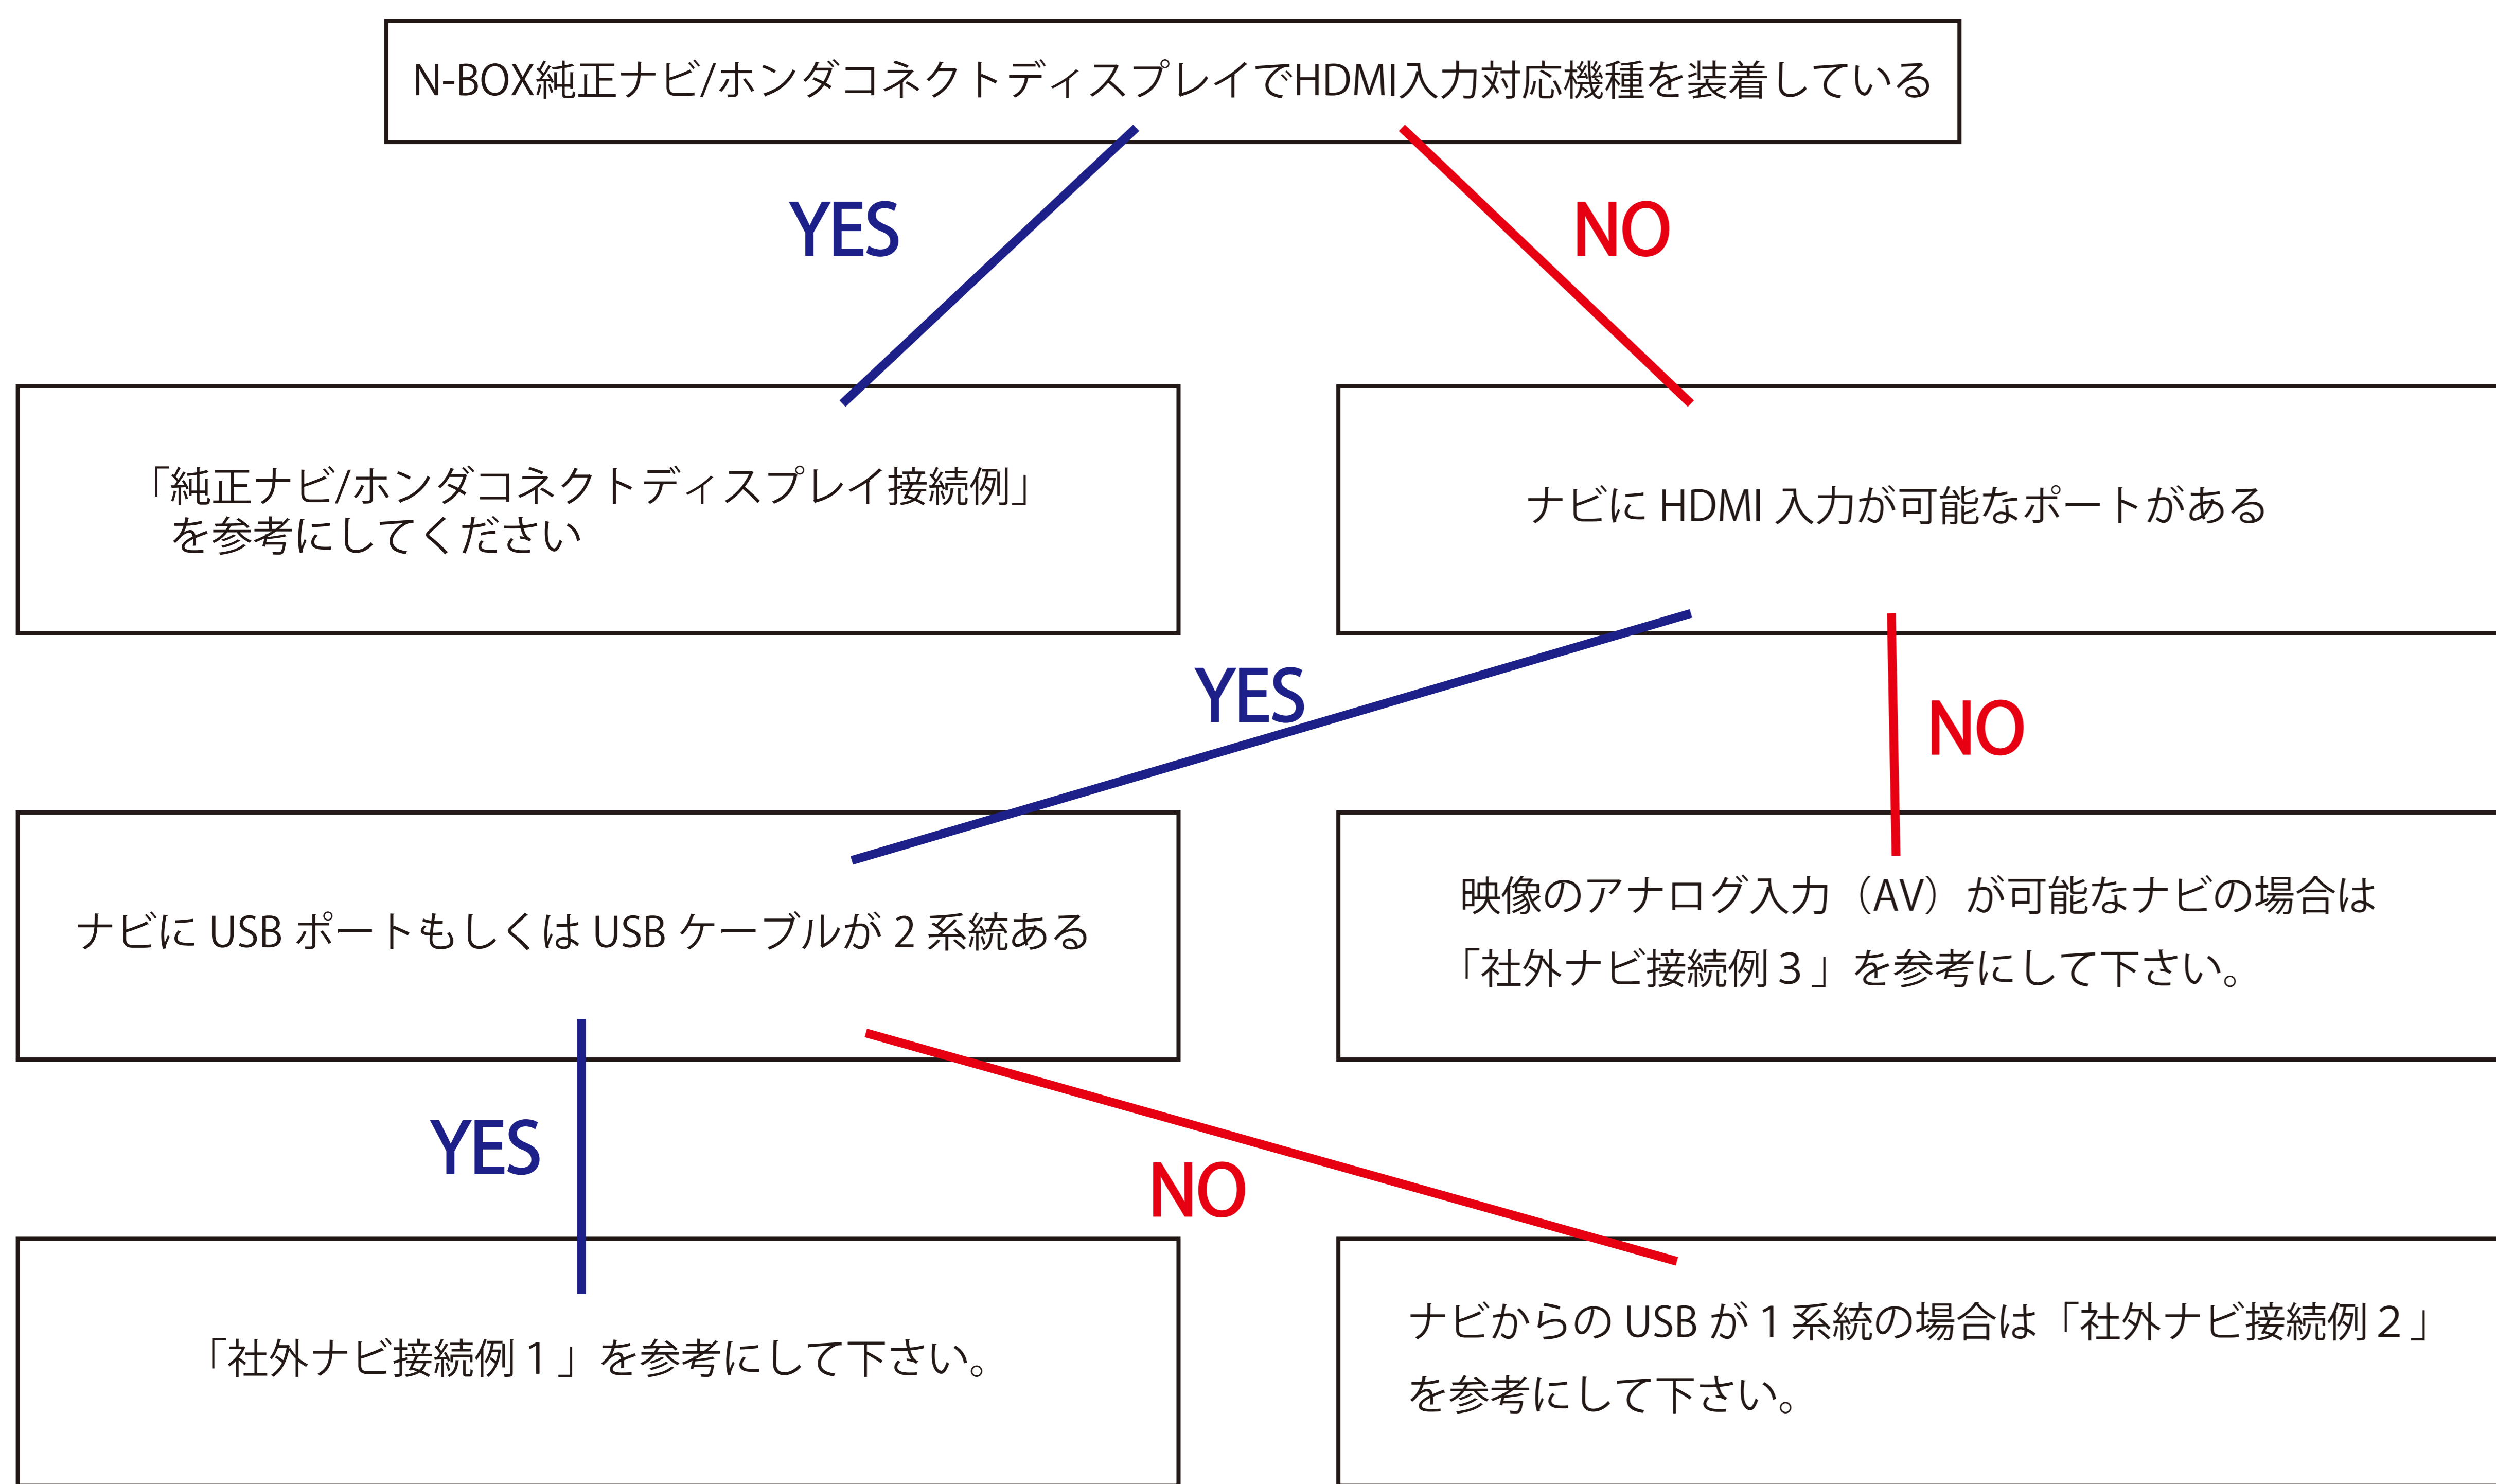 N-BOX純正ナビ/ホンダコネクトディスプレイでHDMI入力対応機種を装着している
YES
NO
「純正ナビ/ホンダコネクトディスプレイ接続例」
を参考にしてください
ナビに HDMI 入力が可能なポートがある
YES
NO
ナビに USB ポートもしくは USB ケーブルが 2 系統ある
映像のアナログ入力（AV）が可能なナビの場合は
「社外ナビ接続例３」を参考にして下さい。
YES
NO
「社外ナビ接続例１」を参考にして下さい。
ナビからの USB が１系統の場合は「社外ナビ接続例２」
を参考にして下さい。